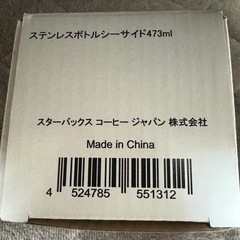 ステンレスボトルシーサイド473ml
スターバックス コーヒー ジャパン 株式会社
Made in China
4 524785 551312